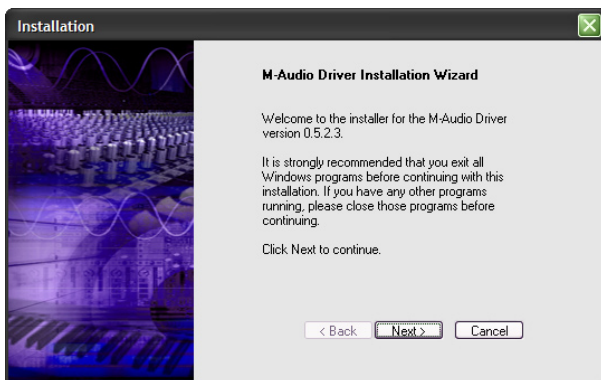 Installation
M-Audio Driver Installation Wizard
Welcome to the installer for the M-Audio Driver
version 0.5.2.3.
It is strongly recommended that you exit all
Windows programs before continuing with this
installation. If you have any other programs
running, please close those programs before
continuing.
Click Next to continue.
< Back Next > Cancel